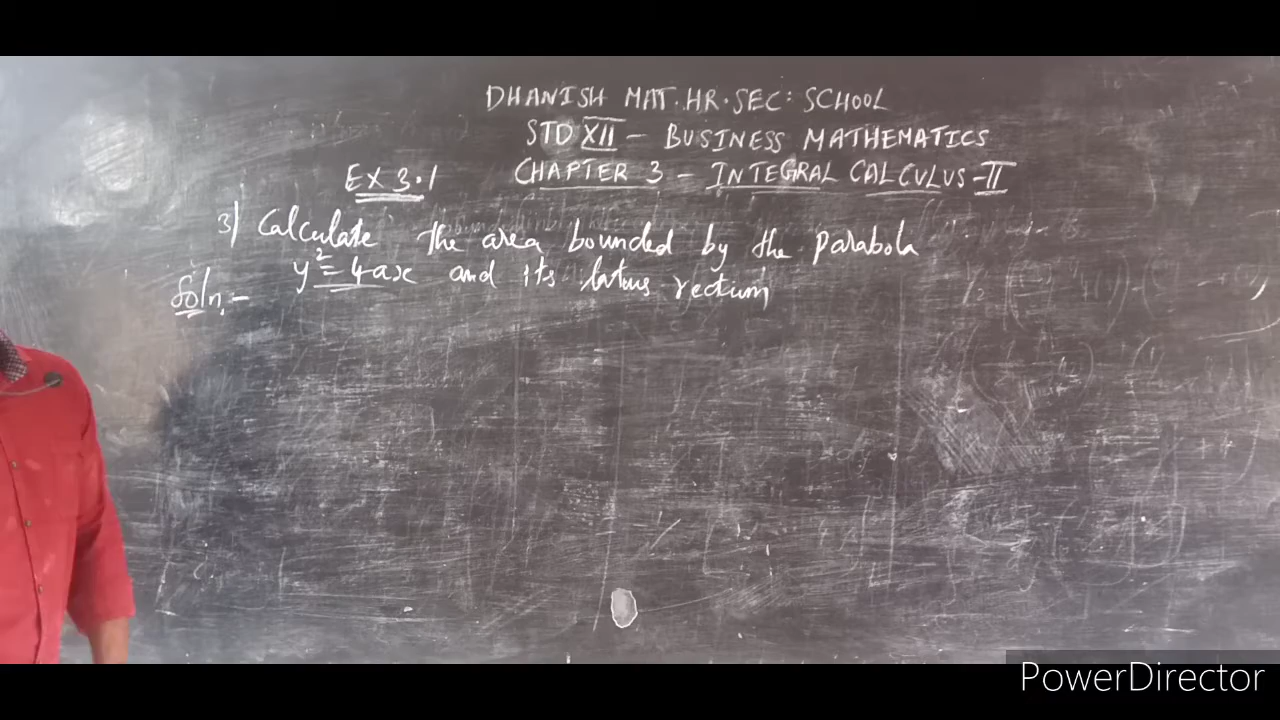 DHANISH MAT.HR.SEC: SCHOOL
STD XII - BUSINESS MATHEMATICS
EX 3.1 CHAPTER 3 - INTEGRAL CALCULUS -II
3) Calculate the area bounded by the parabola
y² = 4ax and its latus rectum
Soln:-
PowerDirector